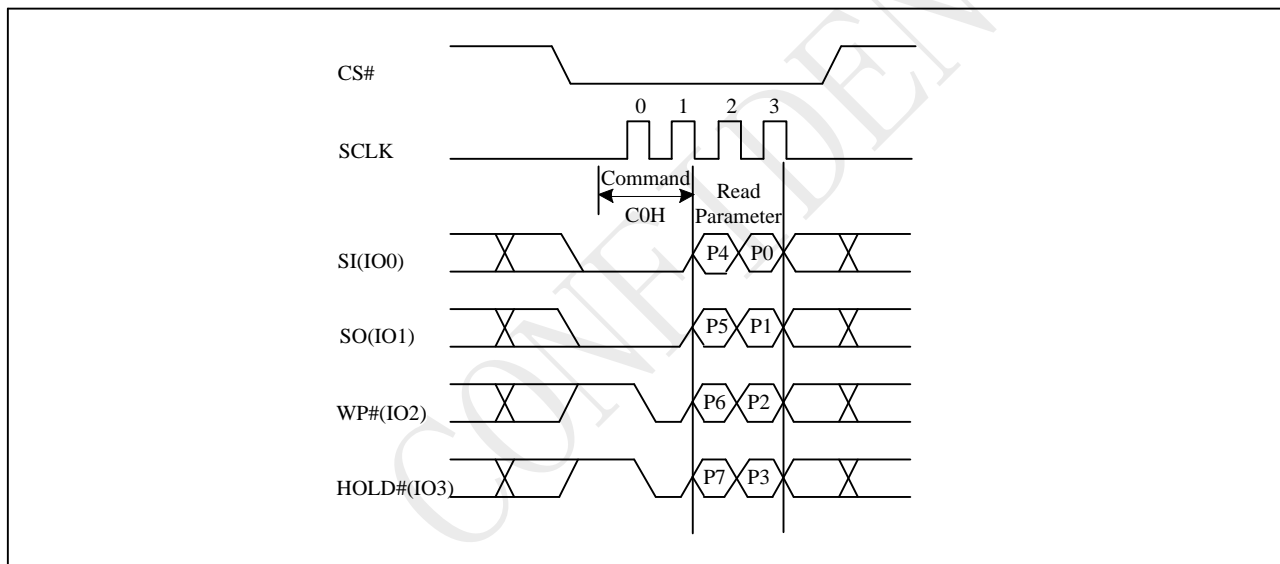 CS#
0 1 2 3
SCLK
Command
C0H
Read
Parameter
SI(IO0)
P4 P0
SO(IO1)
P5 P1
WP#(IO2)
P6 P2
HOLD#(IO3)
P7 P3
CONFIDEN